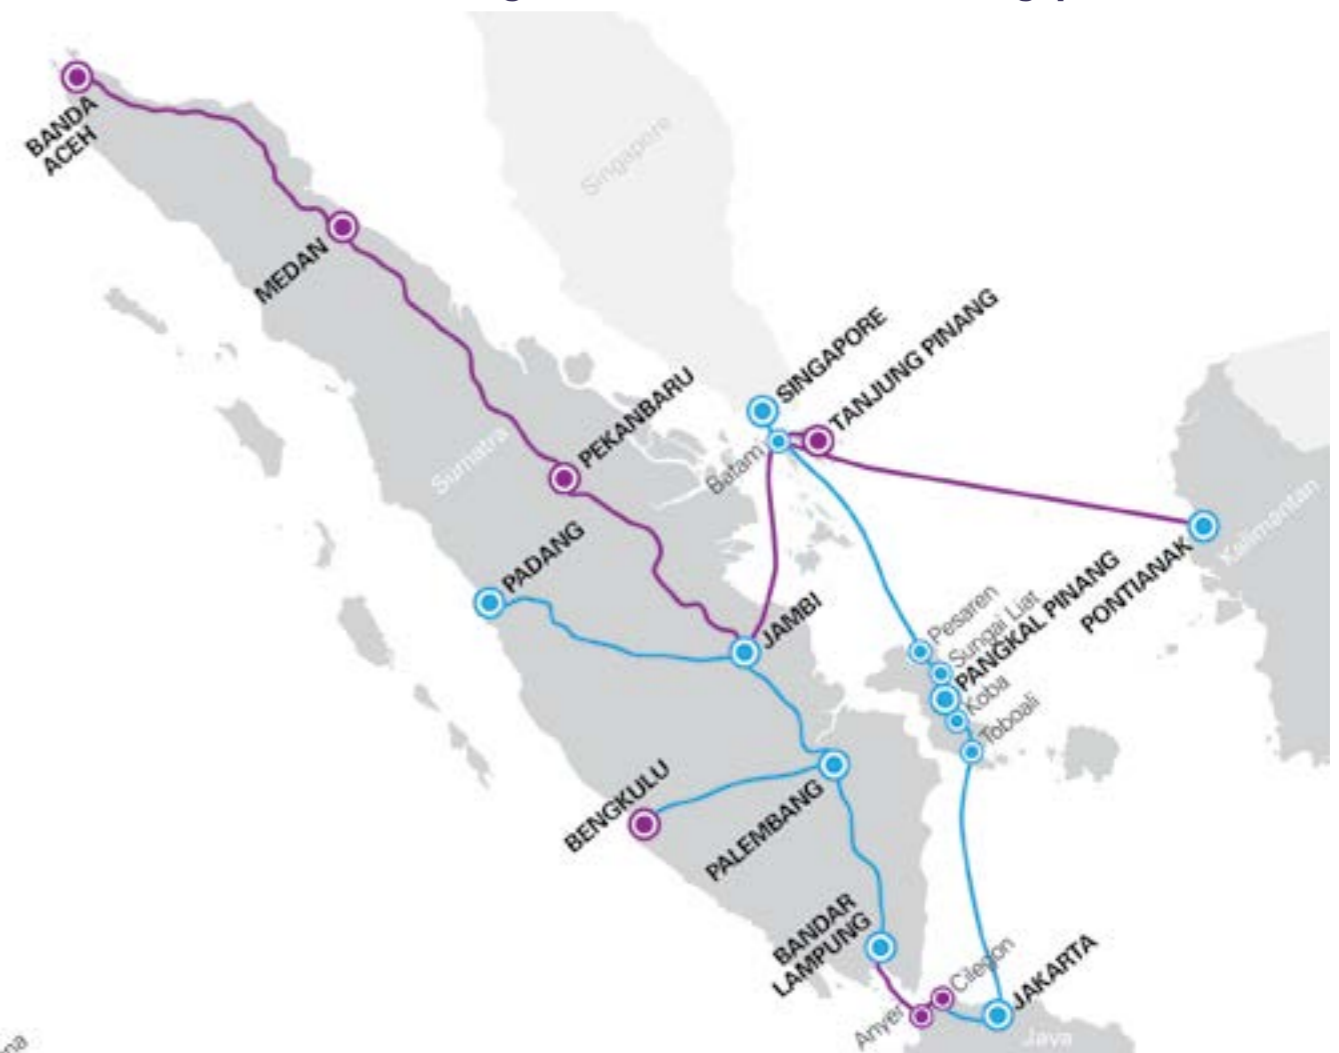 BANDA
ACEH
Singapore
MEDAN
SINGAPORE
TANJUNG PINANG
PEKANBARU
Sumatra
Batam
Kalimantan
PADANG
PONTIANAK
JAMBI
Pesaren
Sungai Liat
PANGKAL PINANG
Koba
Toboali
BENGKULU
PALEMBANG
BANDAR
LAMPUNG
Cilegon
JAKARTA
Anyer
Java